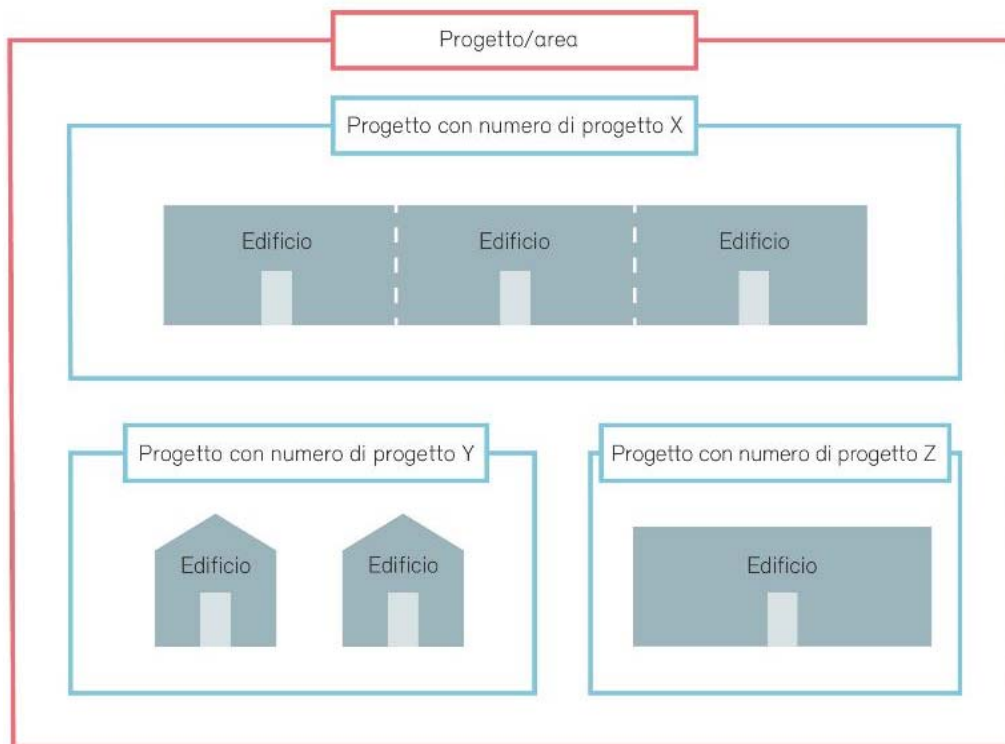 Progetto/area
Progetto con numero di progetto X
Edificio
Edificio
Edificio
Progetto con numero di progetto Y
Progetto con numero di progetto Z
Edificio
Edificio
Edificio